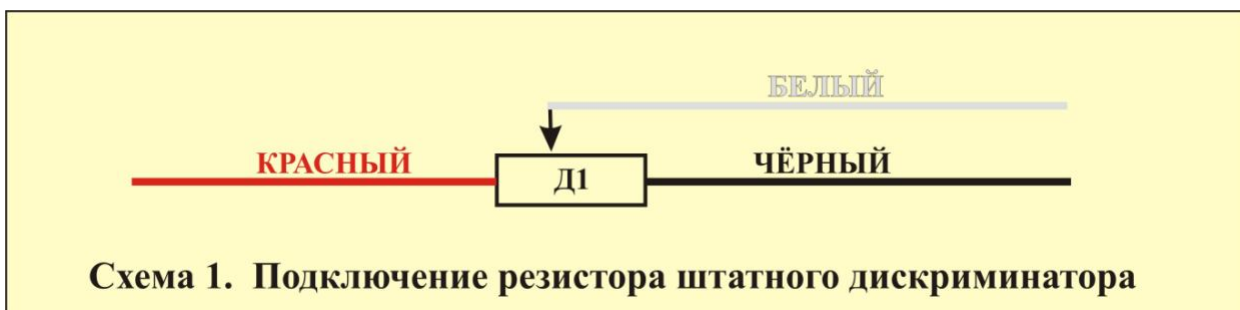 БЕЛЫЙ
КРАСНЫЙ
Д1
ЧЁРНЫЙ
Схема 1. Подключение резистора штатного дискриминатора